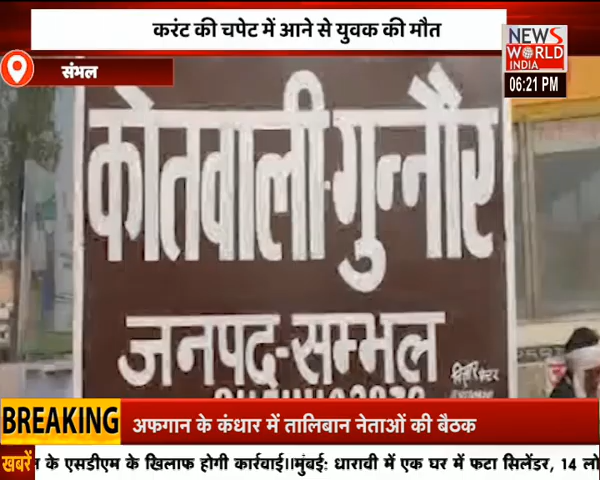 करंट की चपेट में आने से युवक की मौत
NEWS
WORLD
INDIA
संभल
06:21 PM
कोतवाली-गुन्नौर
जनपद-सम्भल
BREAKING
अफगान के कंधार में तालिबान नेताओं की बैठक
खबरें
न के एसडीएम के खिलाफ होगी कार्रवाई॥मुंबई: धारावी में एक घर में फटा सिलेंडर, 14 लो